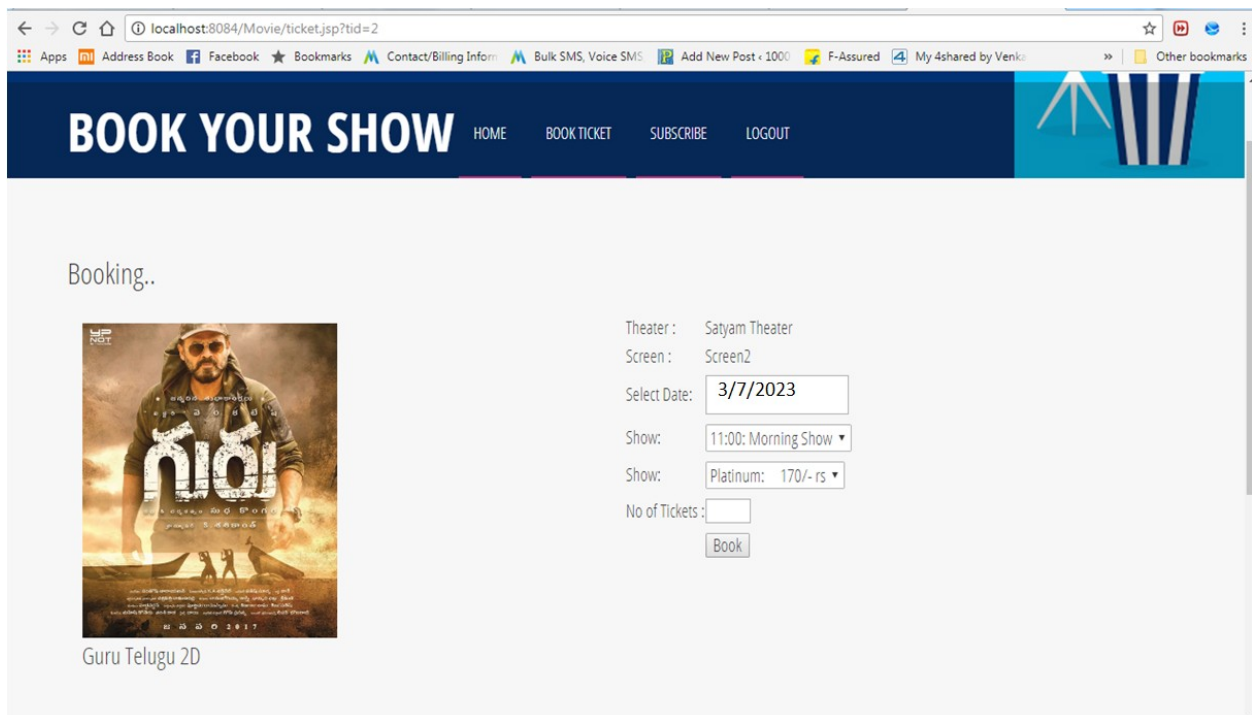 localhost:8084/Movie/ticket.jsp?tid=2
Apps Address Book Facebook Bookmarks Contact/Billing Inform Bulk SMS, Voice SMS Add New Post ‹ 1000 F-Assured My 4shared by Venka » Other bookmarks
BOOK YOUR SHOW HOME BOOK TICKET SUBSCRIBE LOGOUT
Booking..
గురు
2017
Guru Telugu 2D
Theater : Satyam Theater
Screen : Screen2
Select Date: 3/7/2023
Show: 11:00: Morning Show
Show: Platinum: 170/- rs
No of Tickets :
Book